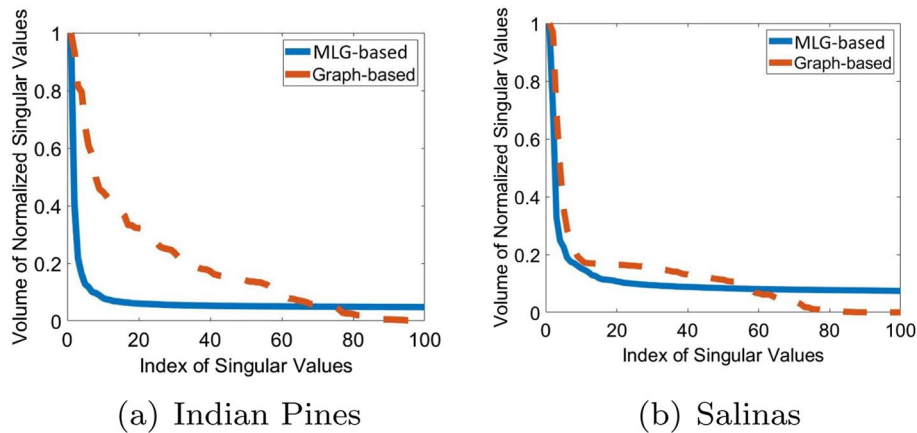 Volume of Normalized Singular Values
1
0.8
0.6
0.4
0.2
0
0 20 40 60 80 100
Index of Singular Values
MLG-based
Graph-based
(a) Indian Pines
Volume of Normalized Singular Values
1
0.8
0.6
0.4
0.2
0
0 20 40 60 80 100
Index of Singular Values
MLG-based
Graph-based
(b) Salinas